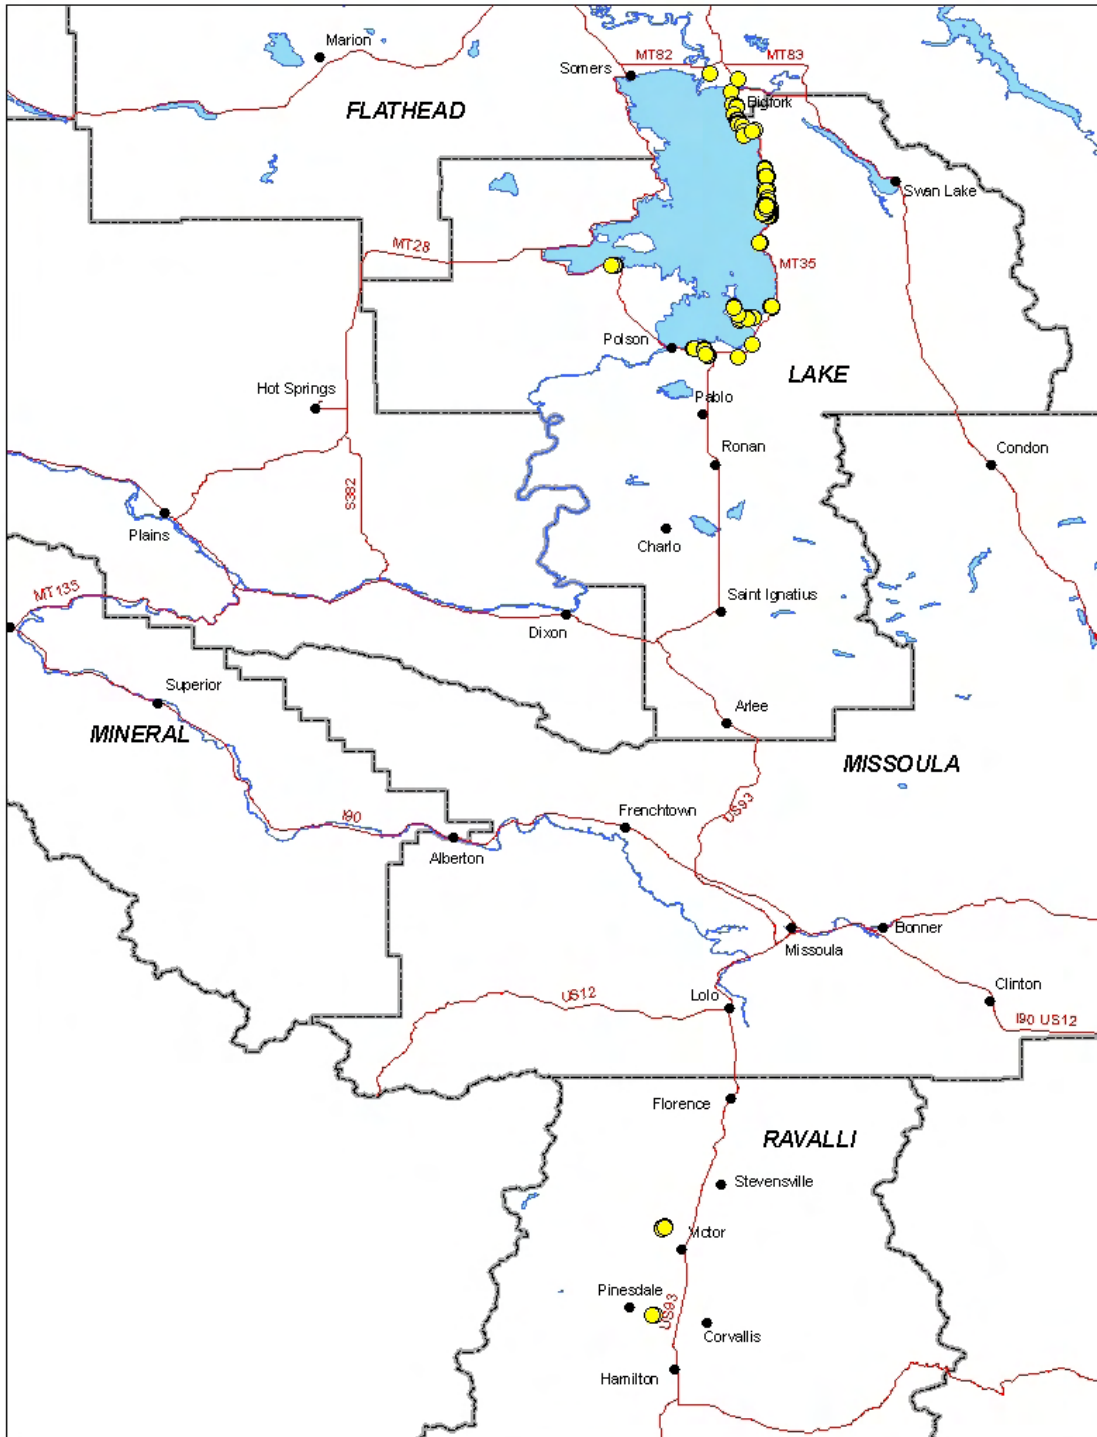 Marion
MT82
MT83
Somers
FLATHEAD
Bigfork
Swan Lake
MT28
MT35
Polson
LAKE
Hot Springs
Pablo
Ronan
Condon
S382
Plains
Charlo
MT135
Saint Ignatius
Dixon
Superior
Arlee
MINERAL
MISSOULA
US93
I90
Frenchtown
Alberton
Bonner
Missoula
US12
Lolo
Clinton
I90 US12
Florence
RAVALLI
Stevensville
Victor
Pinesdale
US93
Corvallis
Hamilton